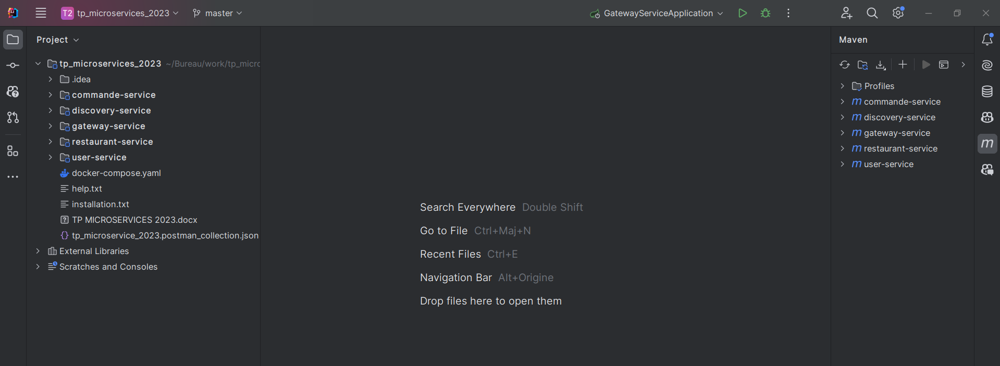 T2 tp_microservices_2023 master GatewayServiceApplication
Project
tp_microservices_2023 ~/Bureau/work/tp_micro
.idea
commande-service
discovery-service
gateway-service
restaurant-service
user-service
docker-compose.yaml
help.txt
installation.txt
TP MICROSERVICES 2023.docx
tp_microservice_2023.postman_collection.json
External Libraries
Scratches and Consoles
Search Everywhere Double Shift
Go to File Ctrl+Maj+N
Recent Files Ctrl+E
Navigation Bar Alt+Origine
Drop files here to open them
Maven
Profiles
m commande-service
m discovery-service
m gateway-service
m restaurant-service
m user-service
m